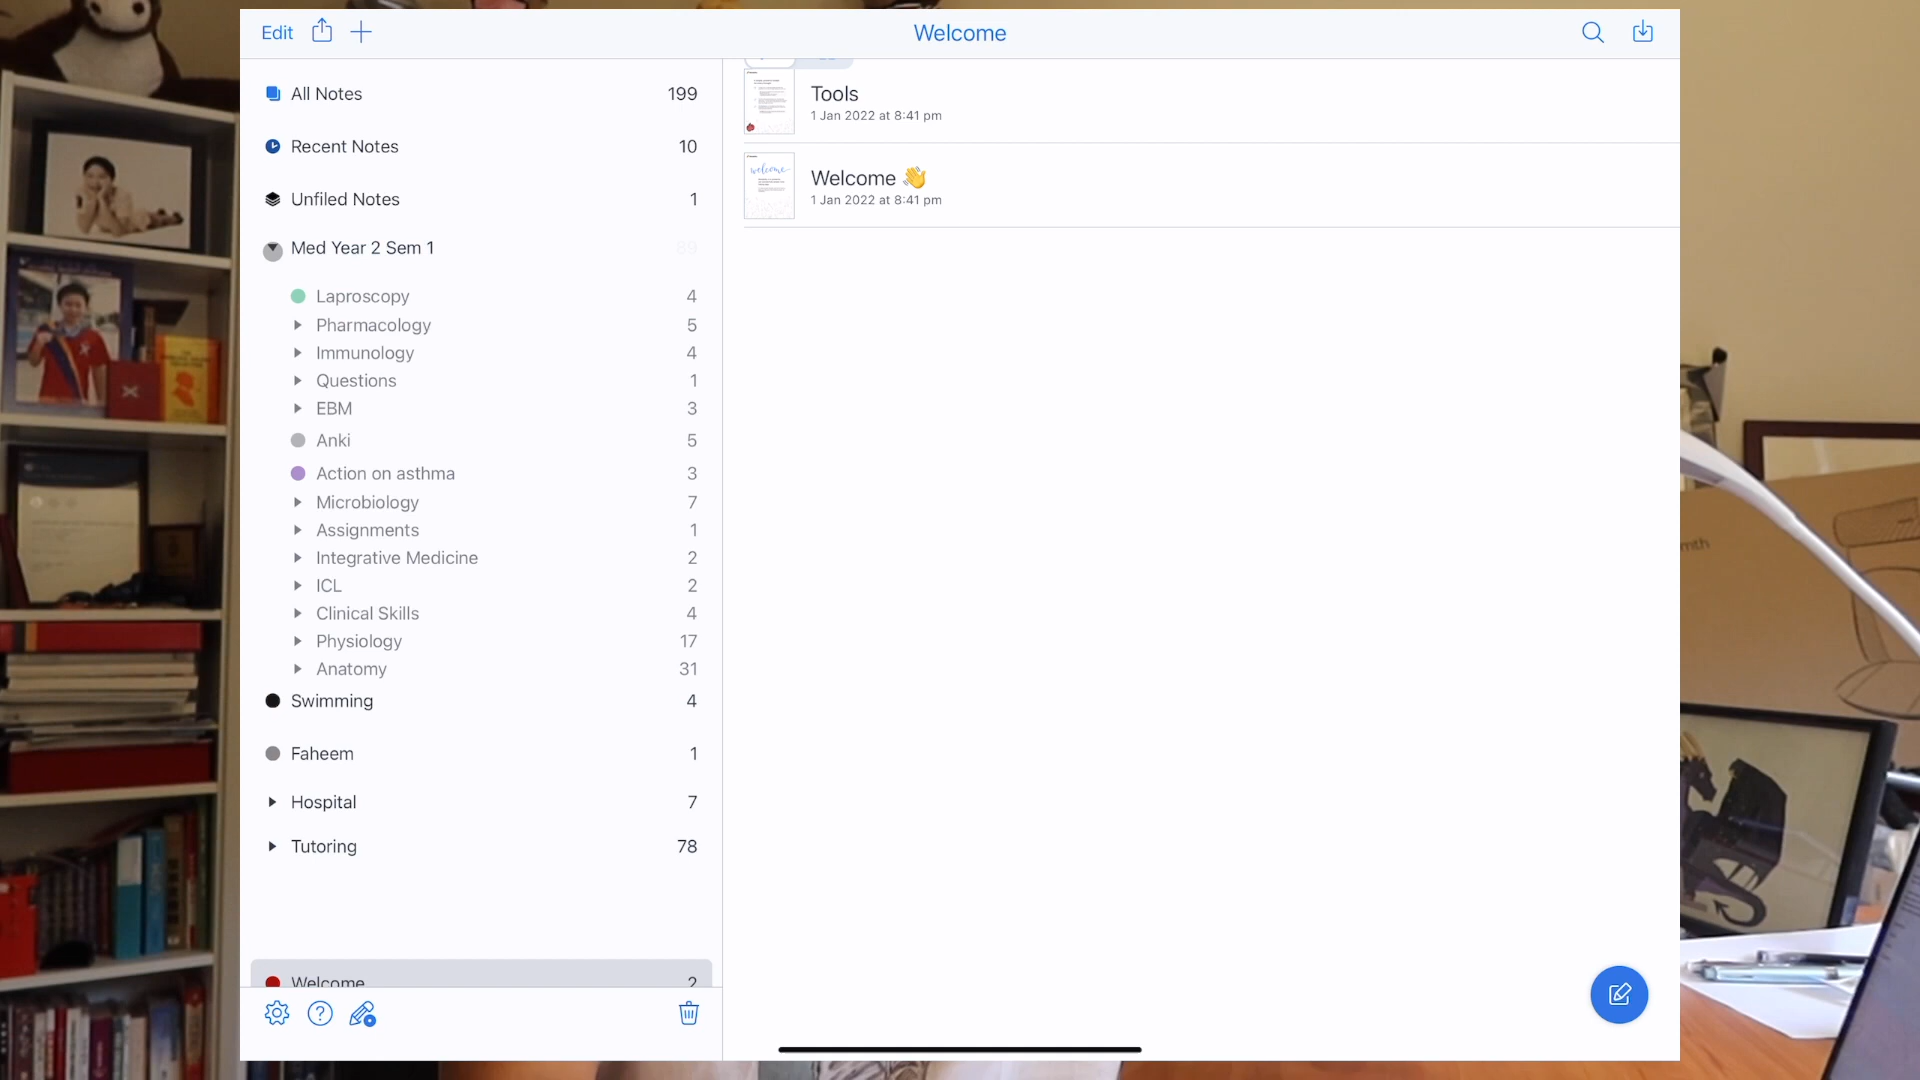 Edit
Welcome
All Notes 199
Recent Notes 10
Unfiled Notes 1
Med Year 2 Sem 1 89
Laproscopy 4
Pharmacology 5
Immunology 4
Questions 1
EBM 3
Anki 5
Action on asthma 3
Microbiology 7
Assignments 1
Integrative Medicine 2
ICL 2
Clinical Skills 4
Physiology 17
Anatomy 31
Swimming 4
Faheem 1
Hospital 7
Tutoring 78
Welcome 2
Tools
1 Jan 2022 at 8:41 pm
welcome
Welcome 👋
1 Jan 2022 at 8:41 pm